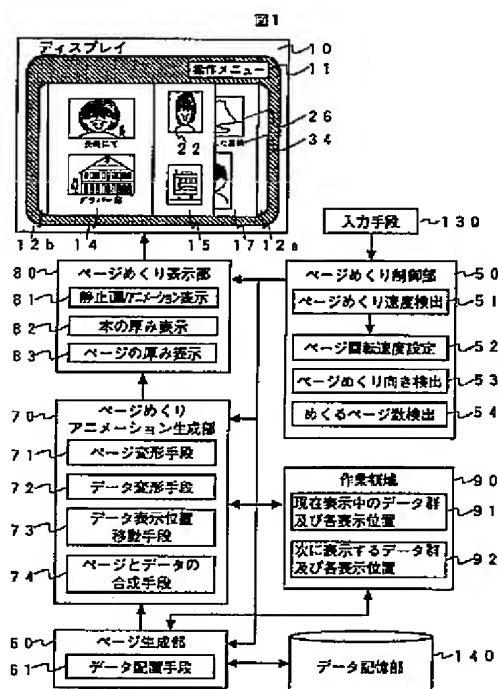 図1
ディスプレイ
10
操作メニュー
11
22
26
34
長崎にて
グラバー邸
12b
14
15
17
12a
入力手段
130
80
ページめくり表示部
81
静止画/アニメーション表示
82
本の厚み表示
83
ページの厚み表示
ページめくり制御部
50
ページめくり速度検出
51
ページ回転速度設定
52
ページめくり向き検出
53
めくるページ数検出
54
70
ページめくり
アニメーション生成部
71
ページ変形手段
72
データ変形手段
73
データ表示位置
移動手段
74
ページとデータの
合成手段
作業領域
90
現在表示中のデータ群
及び各表示位置
91
次に表示するデータ群
及び各表示位置
92
60
ページ生成部
61
データ配置手段
データ記憶部
140